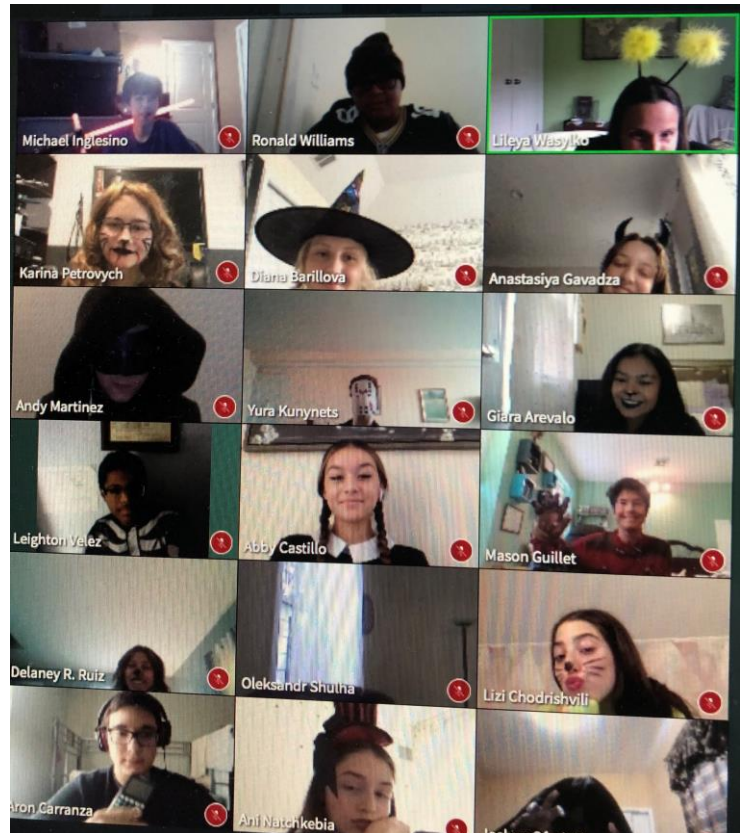 Michael Inglesino
Ronald Williams
Lileya Wasylko
Karina Petrovych
Diana Barillova
Anastasiya Gavadza
Andy Martinez
Yura Kunynets
Giara Arevalo
Leighton Velez
Abby Castillo
Mason Guillet
Delaney R. Ruiz
Oleksandr Shulha
Lizi Chodrishvili
Aron Carranza
Ani Natchkebia